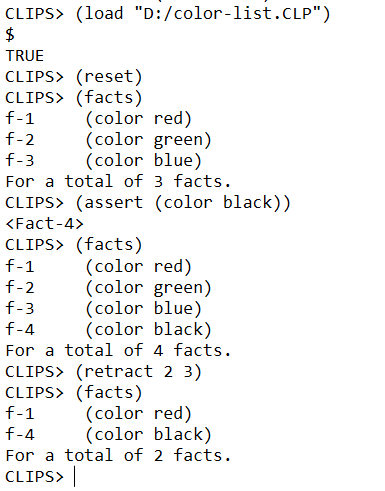 CLIPS> (load "D:/color-list.CLP")
$
TRUE
CLIPS> (reset)
CLIPS> (facts)
f-1     (color red)
f-2     (color green)
f-3     (color blue)
For a total of 3 facts.
CLIPS> (assert (color black))
<Fact-4>
CLIPS> (facts)
f-1     (color red)
f-2     (color green)
f-3     (color blue)
f-4     (color black)
For a total of 4 facts.
CLIPS> (retract 2 3)
CLIPS> (facts)
f-1     (color red)
f-4     (color black)
For a total of 2 facts.
CLIPS>